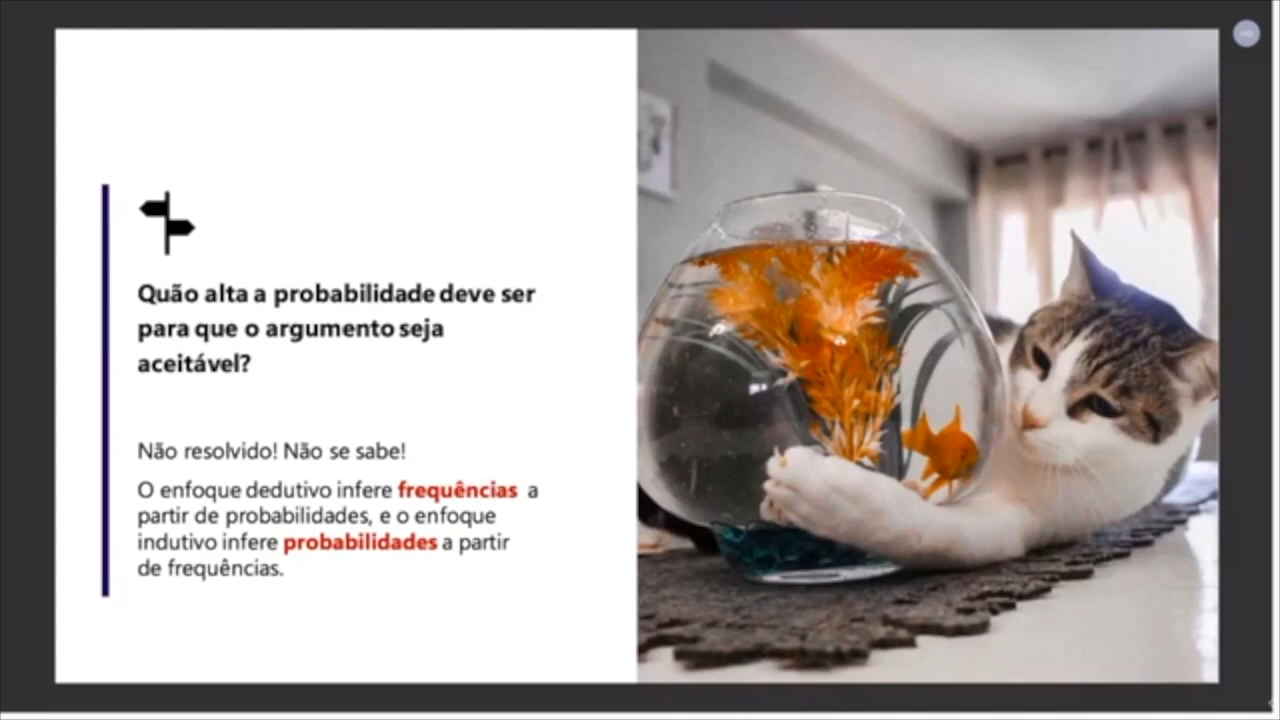 Quão alta a probabilidade deve ser
para que o argumento seja
aceitável?
Não resolvido! Não se sabe!
O enfoque dedutivo infere frequências a
partir de probabilidades, e o enfoque
indutivo infere probabilidades a partir
de frequências.